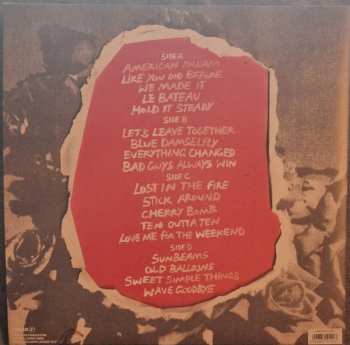 SIDE A
AMERICAN DREAM
LIKE YOU DID BEFORE
WE MADE IT
LE BATEAU
HOLD IT STEADY
SIDE B
LET'S LEAVE TOGETHER
BLUE DAMSELFLY
EVERYTHING CHANGED
BAD GUYS ALWAYS WIN
SIDE C
LOST IN THE FIRE
STICK AROUND
CHERRY BOMB
TEN OUTTA TEN
LOVE ME FOR THE WEEKEND
SIDE D
SUNBEAMS
OLD BALLOONS
SWEET SIMPLE THINGS
WAVE GOODBYE